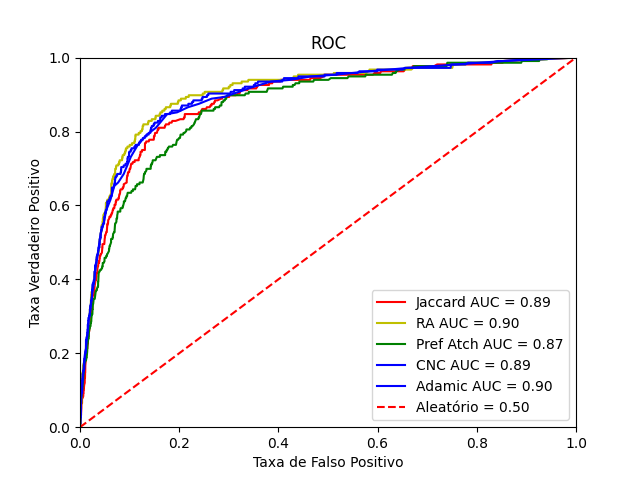 ROC
Taxa Verdadeiro Positivo
1.0
0.8
0.6
0.4
0.2
0.0
Jaccard AUC = 0.89
RA AUC = 0.90
Pref Atch AUC = 0.87
CNC AUC = 0.89
Adamic AUC = 0.90
Aleatório = 0.50
0.0 0.2 0.4 0.6 0.8 1.0
Taxa de Falso Positivo